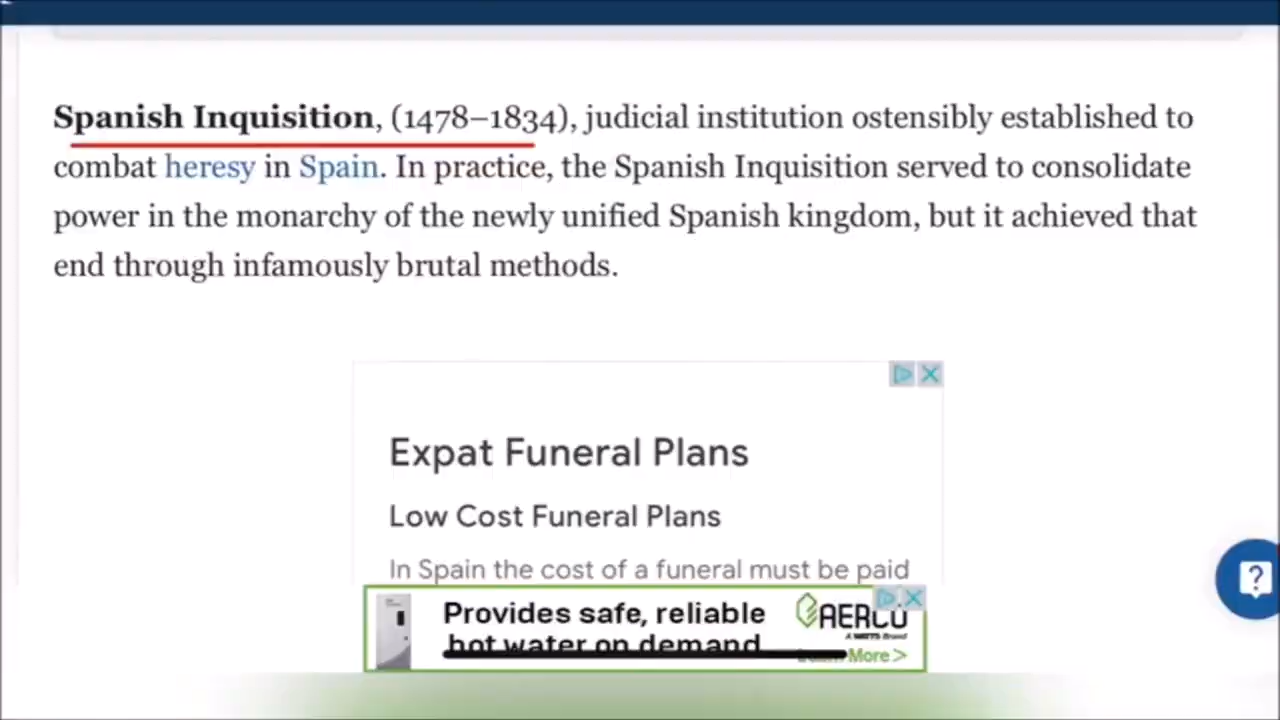 Spanish Inquisition, (1478–1834), judicial institution ostensibly established to
combat heresy in Spain. In practice, the Spanish Inquisition served to consolidate
power in the monarchy of the newly unified Spanish kingdom, but it achieved that
end through infamously brutal methods.
Expat Funeral Plans
Low Cost Funeral Plans
In Spain the cost of a funeral must be paid
Provides safe, reliable
hot water on demand
AERCO
A WATTS Brand
More >